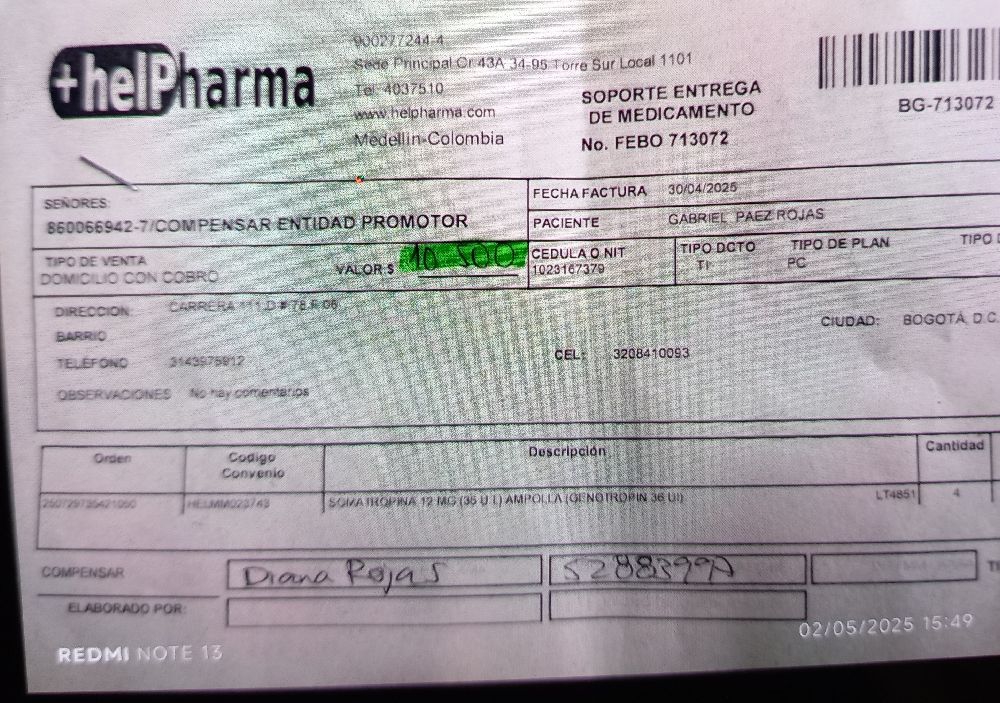 +helPharma
900277244-4
Sede Principal Cr 43A 34-95 Torre Sur Local 1101
Tel. 4037510
www.helpharma.com
Medellín-Colombia
SOPORTE ENTREGA
DE MEDICAMENTO
No. FEBO 713072
BG-713072
SEÑORES:
860066942-7/COMPENSAR ENTIDAD PROMOTOR
FECHA FACTURA 30/04/2025
PACIENTE GABRIEL PAEZ ROJAS
TIPO DE VENTA
DOMICILIO CON COBRO
VALOR $ 10 500
CEDULA O NIT
1023167379
TIPO DCTO
TI
TIPO DE PLAN
PC
TIPO
DIRECCION: CARRERA
BARRIO
TELÉFONO
CIUDAD: BOGOTÁ, D.C.
CEL: 3208410093
OBSERVACIONES No hay comentarios
Orden Codigo Convenio Descripción Cantidad
SOMATROPINA 12 MG (36 U I) AMPOLLA (GENOTROPIN 36 UI) LT4851 4
COMPENSAR Diana Rojas
ELABORADO POR:
02/05/2025 15:49
REDMI NOTE 13